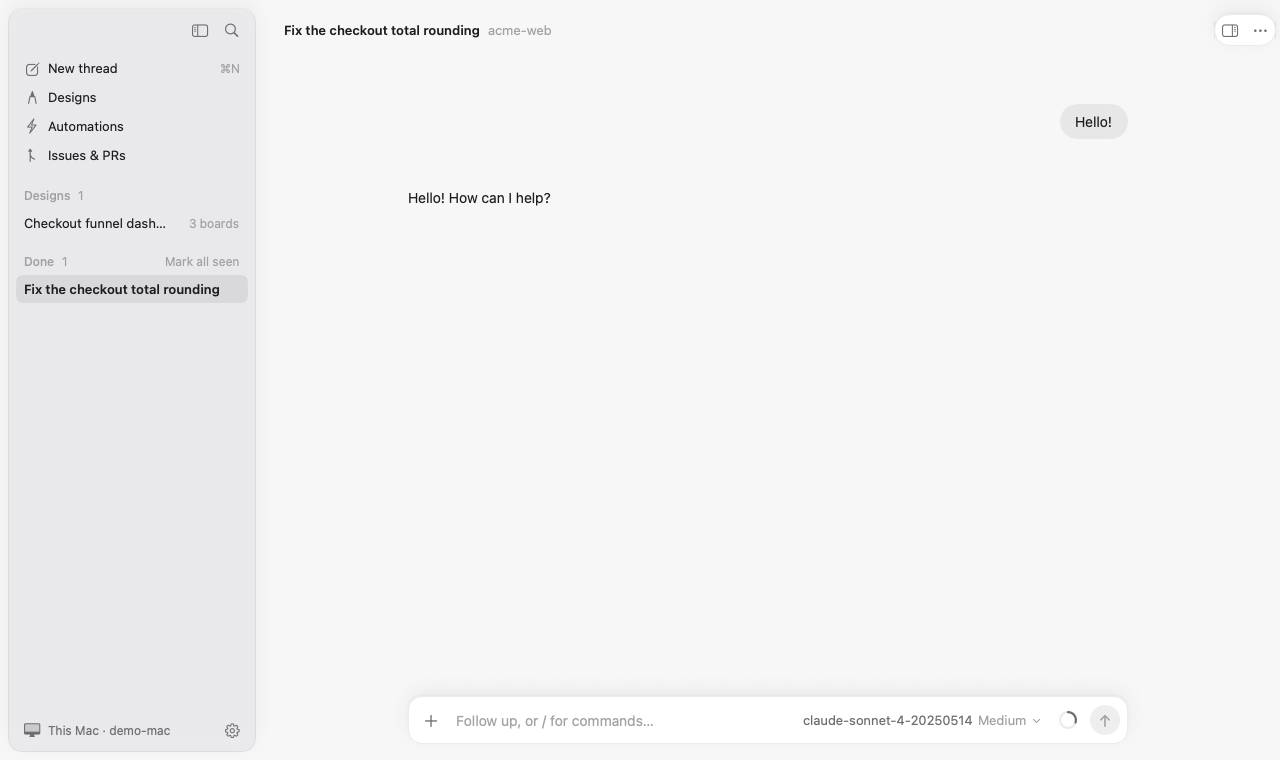 New thread ⌘N
Designs
Automations
Issues & PRs
Designs 1
Checkout funnel dash... 3 boards
Done 1 Mark all seen
Fix the checkout total rounding
This Mac · demo-mac
Fix the checkout total rounding acme-web
Hello!
Hello! How can I help?
Follow up, or / for commands... claude-sonnet-4-20250514 Medium